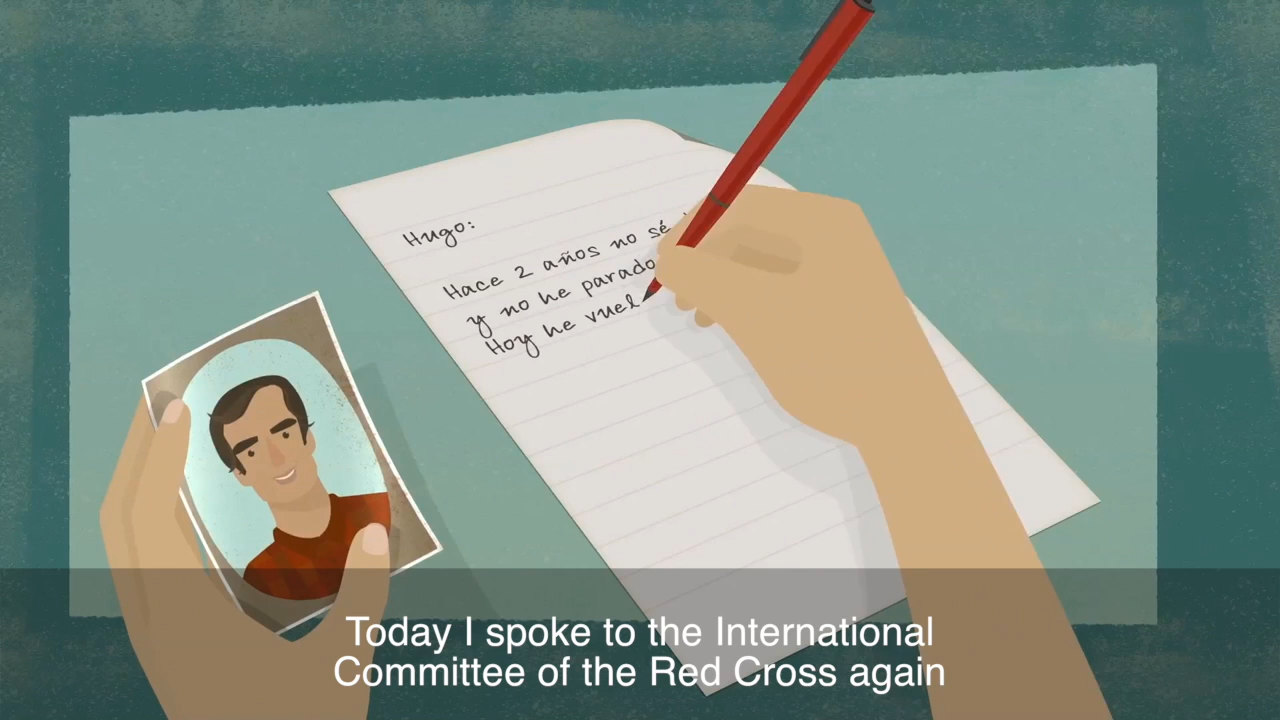 Hugo:
Hace 2 años no sé
y no he parado
Hoy he vuel
Today I spoke to the International
Committee of the Red Cross again